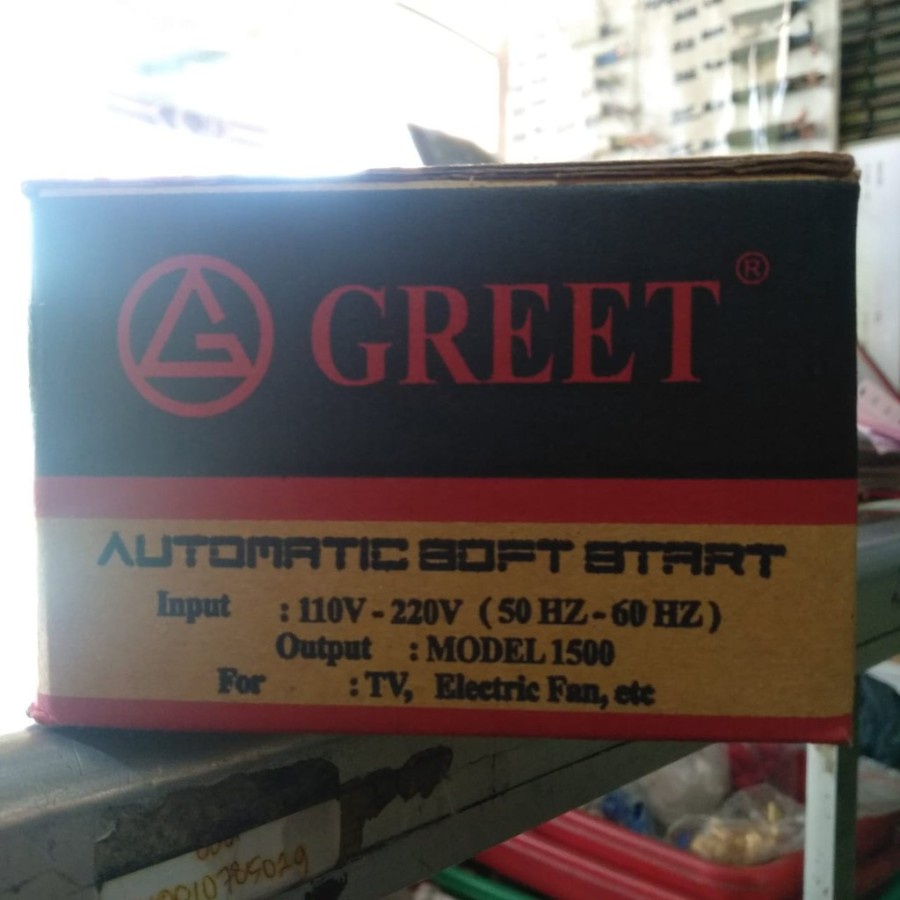 GREET®
AUTOMATIC SOFT START
Input : 110V - 220V ( 50 HZ - 60 HZ )
Output : MODEL 1500
For : TV, Electric Fan, etc